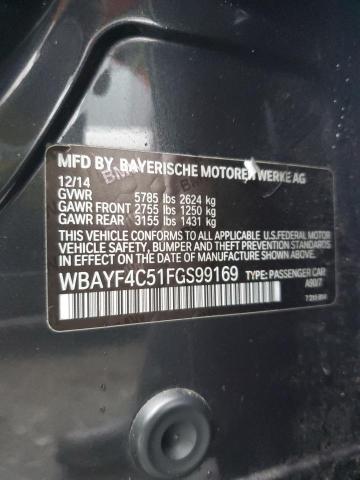 MFD. BY BAYERISCHE MOTOREN WERKE AG
12/14
GVWR 5785 lbs 2624 kg
GAWR FRONT 2755 lbs 1250 kg
GAWR REAR 3155 lbs 1431 kg
THIS VEHICLE CONFORMS TO ALL APPLICABLE U.S.FEDERAL MOTOR
VEHICLE SAFETY, BUMPER AND THEFT PREVENTION STANDARDS
IN EFFECT ON THE DATE OF MANUFACTURE SHOWN ABOVE.
WBAYF4C51FGS99169 TYPE: PASSENGER CAR
A90/7